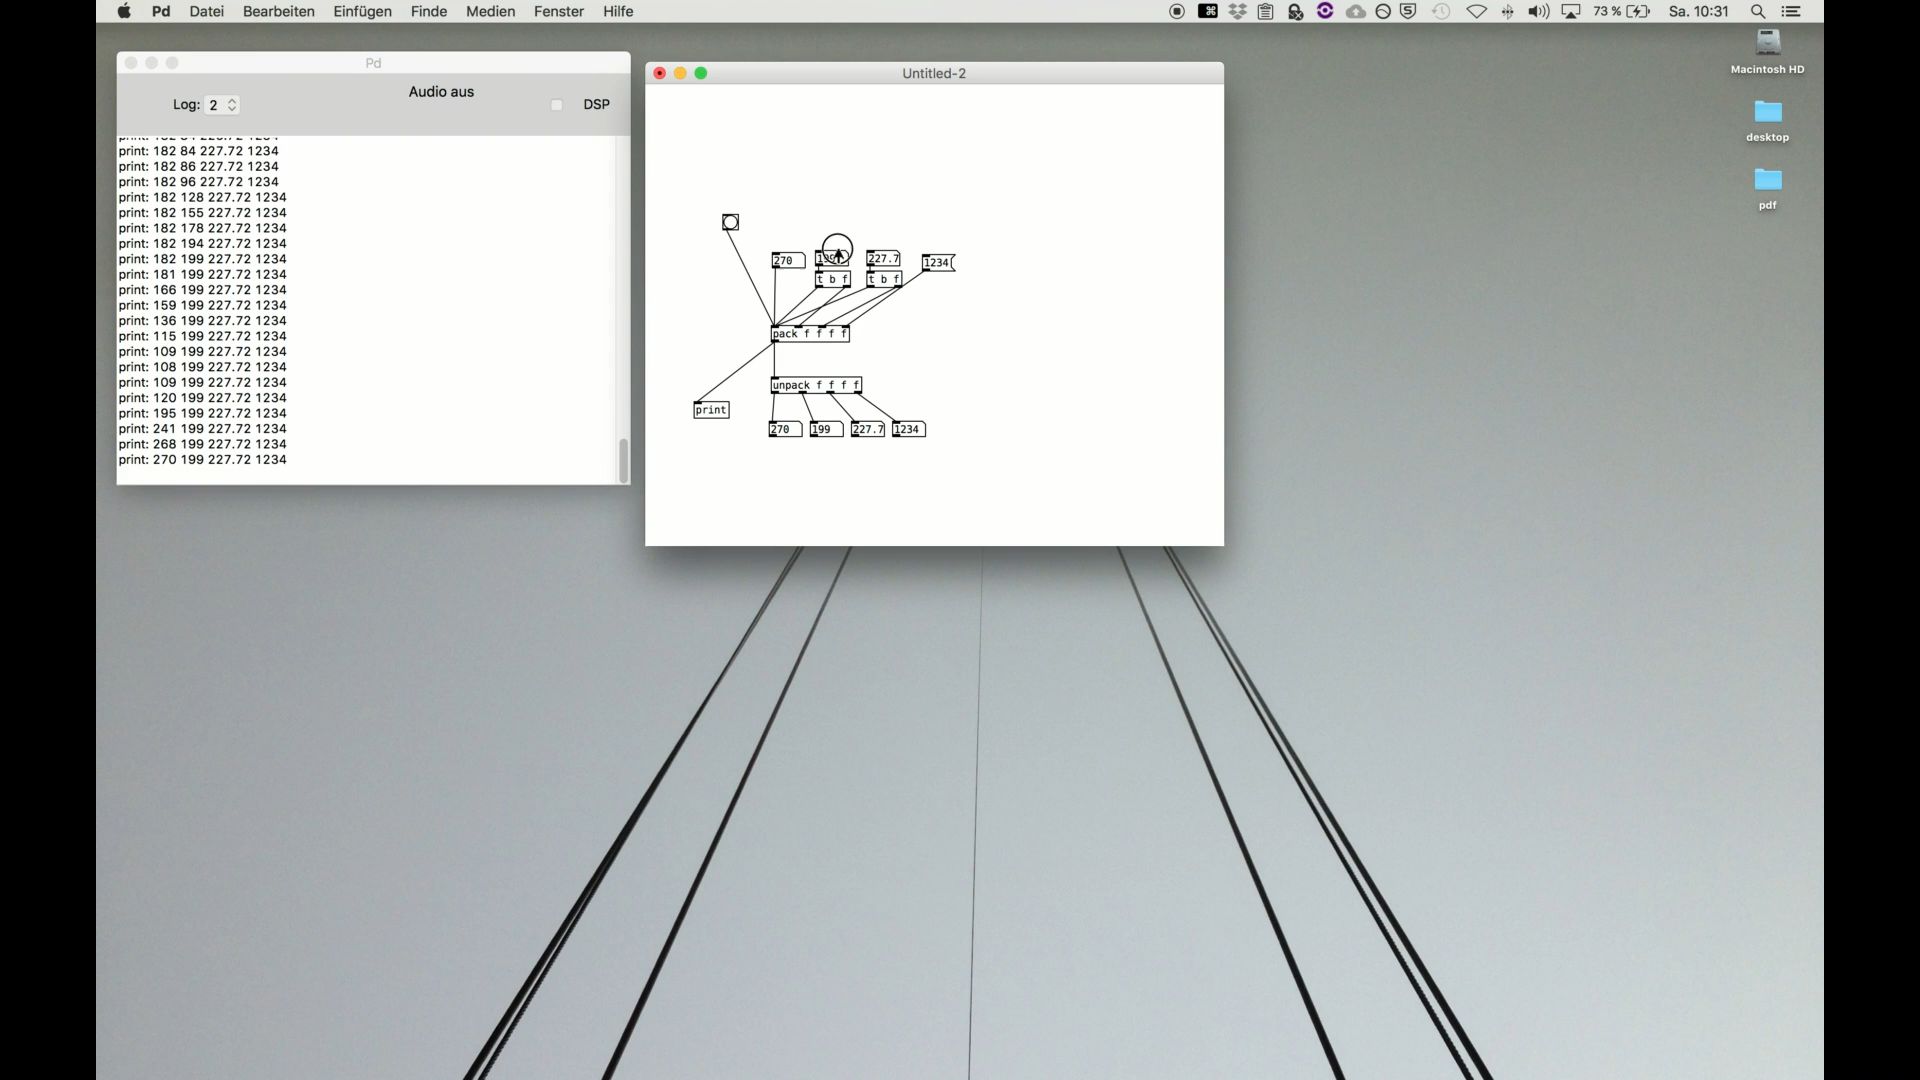 Pd Datei Bearbeiten Einfügen Finde Medien Fenster Hilfe
73 % Sa. 10:31
Pd
Audio aus
Log: 2
DSP
print: 182 84 227.72 1234
print: 182 86 227.72 1234
print: 182 96 227.72 1234
print: 182 128 227.72 1234
print: 182 155 227.72 1234
print: 182 178 227.72 1234
print: 182 194 227.72 1234
print: 182 199 227.72 1234
print: 181 199 227.72 1234
print: 166 199 227.72 1234
print: 159 199 227.72 1234
print: 136 199 227.72 1234
print: 115 199 227.72 1234
print: 109 199 227.72 1234
print: 108 199 227.72 1234
print: 109 199 227.72 1234
print: 120 199 227.72 1234
print: 195 199 227.72 1234
print: 241 199 227.72 1234
print: 268 199 227.72 1234
print: 270 199 227.72 1234
Untitled-2
270 227.7 1234
t b f t b f
pack f f f f
unpack f f f f
print
270 199 227.7 1234
Macintosh HD
desktop
pdf